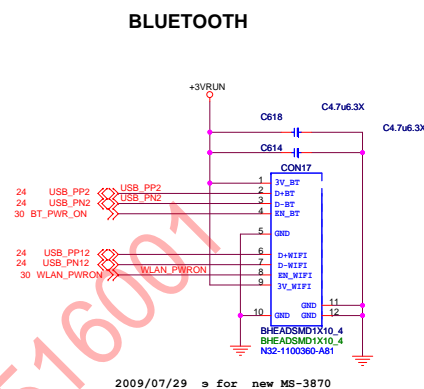 BLUETOOTH
+3VRUN
C618
C4.7u6.3X
C614
C4.7u6.3X
CON17
24 USB_PP2 USB_PP2 1 3V_BT
24 USB_PN2 USB_PN2 2 D+BT
3 D-BT
30 BT_PWR_ON 4 EN_BT
5 GND
24 USB_PP12 6 D+WIFI
24 USB_PN12 7 D-WIFI
30 WLAN_PWRON WLAN_PWRON 8 EN_WIFI
9 3V_WIFI
GND 11
10 GND GND 12
BHEADSMD1X10_4
BHEADSMD1X10_4
N32-1100360-A81
516001
2009/07/29 for new MS-3870